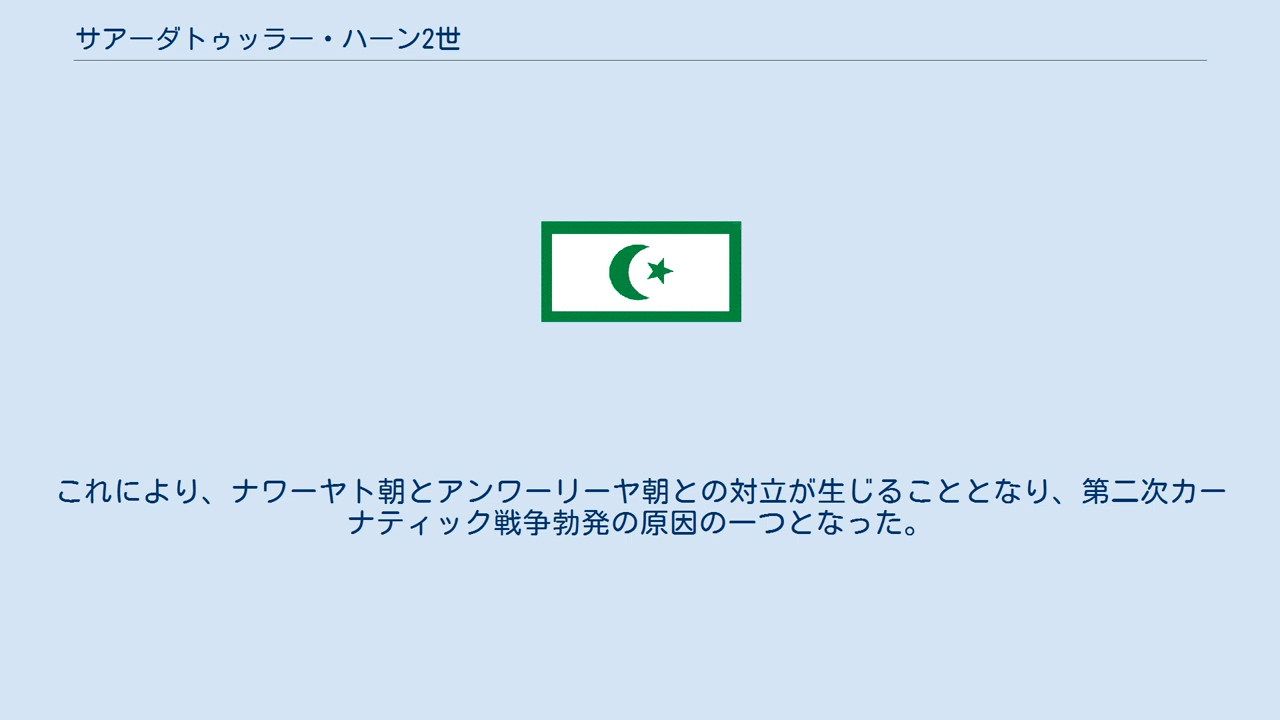 サアーダトゥッラー・ハーン2世
これにより、ナワーヤト朝とアンワーリーヤ朝との対立が生じることとなり、第二次カー
ナティック戦争勃発の原因の一つとなった。